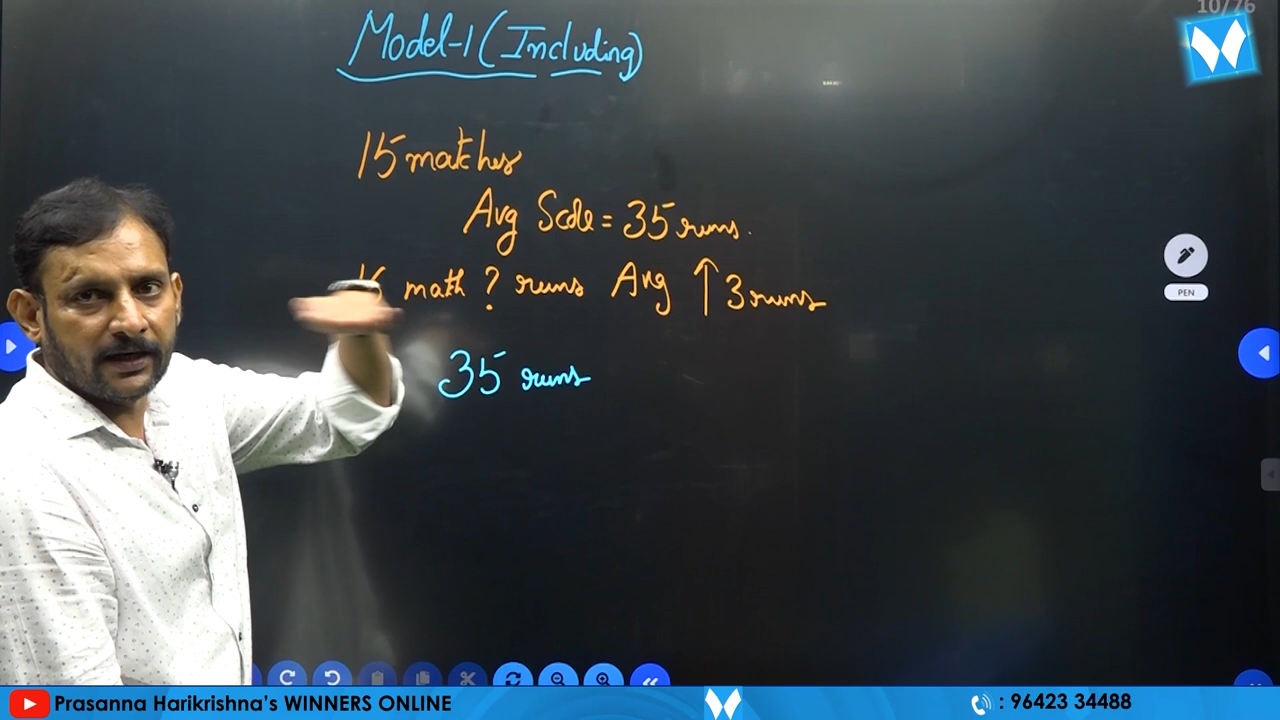 10/76
Model-1 (Including)
15 matches
Avg Scole = 35 runs.
math ? runs Avg ↑ 3 runs
35 runs
PEN
Prasanna Harikrishna's WINNERS ONLINE
: 96423 34488